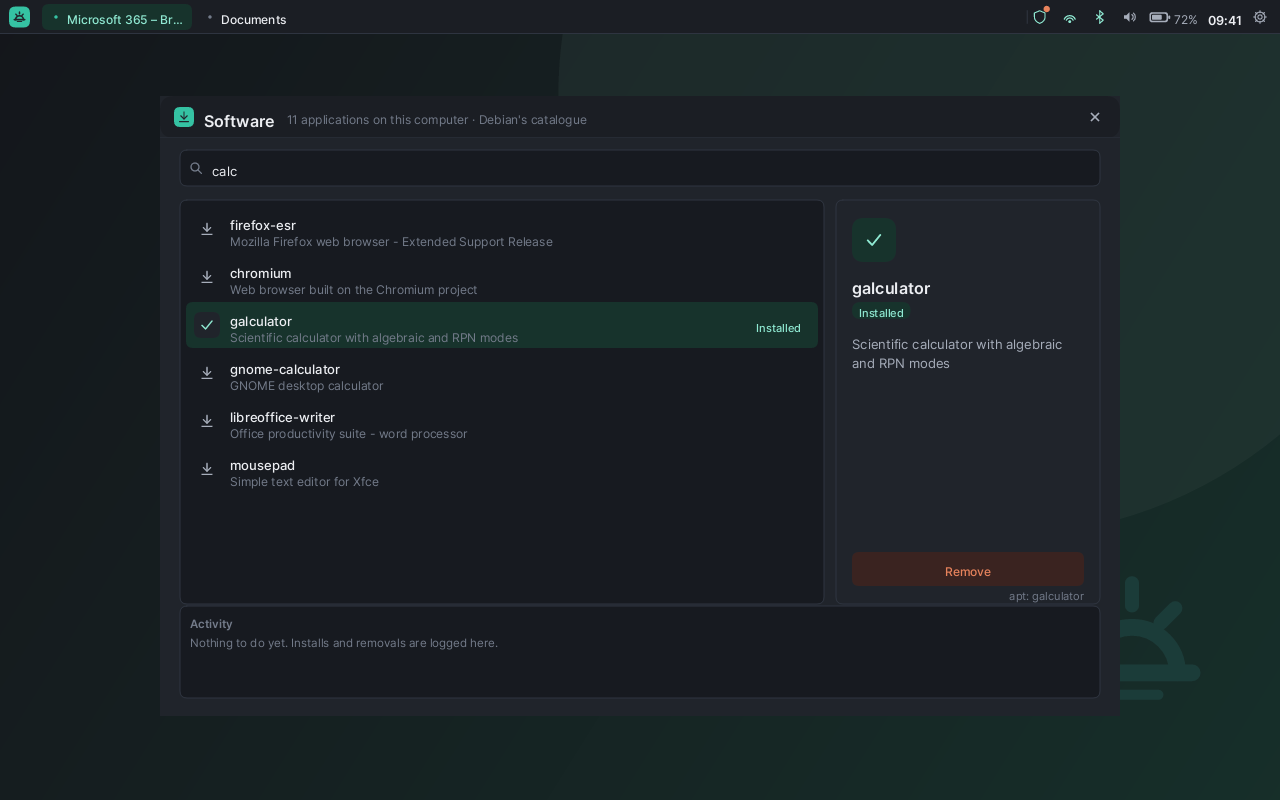 Microsoft 365 – Br...
Documents
72%
09:41
Software
11 applications on this computer · Debian's catalogue
calc
firefox-esr
Mozilla Firefox web browser - Extended Support Release
chromium
Web browser built on the Chromium project
galculator
Scientific calculator with algebraic and RPN modes
Installed
gnome-calculator
GNOME desktop calculator
libreoffice-writer
Office productivity suite - word processor
mousepad
Simple text editor for Xfce
galculator
Installed
Scientific calculator with algebraic
and RPN modes
Remove
apt: galculator
Activity
Nothing to do yet. Installs and removals are logged here.